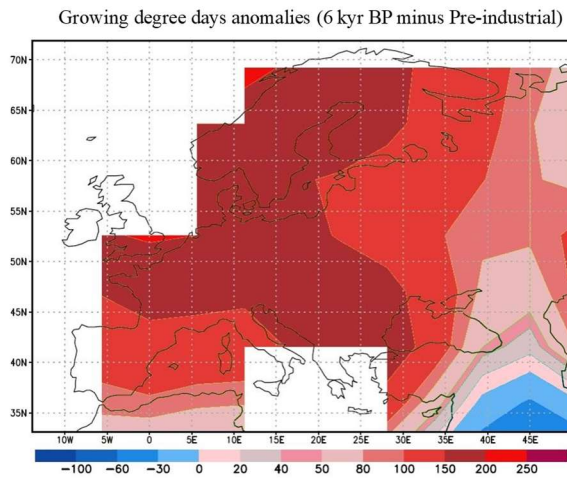 Growing degree days anomalies (6 kyr BP minus Pre-industrial)
70N
65N
60N
55N
50N
45N
40N
35N
10W 5W 0 5E 10E 15E 20E 25E 30E 35E 40E 45E
−100 −60 −30 0 20 40 50 80 100 150 200 250